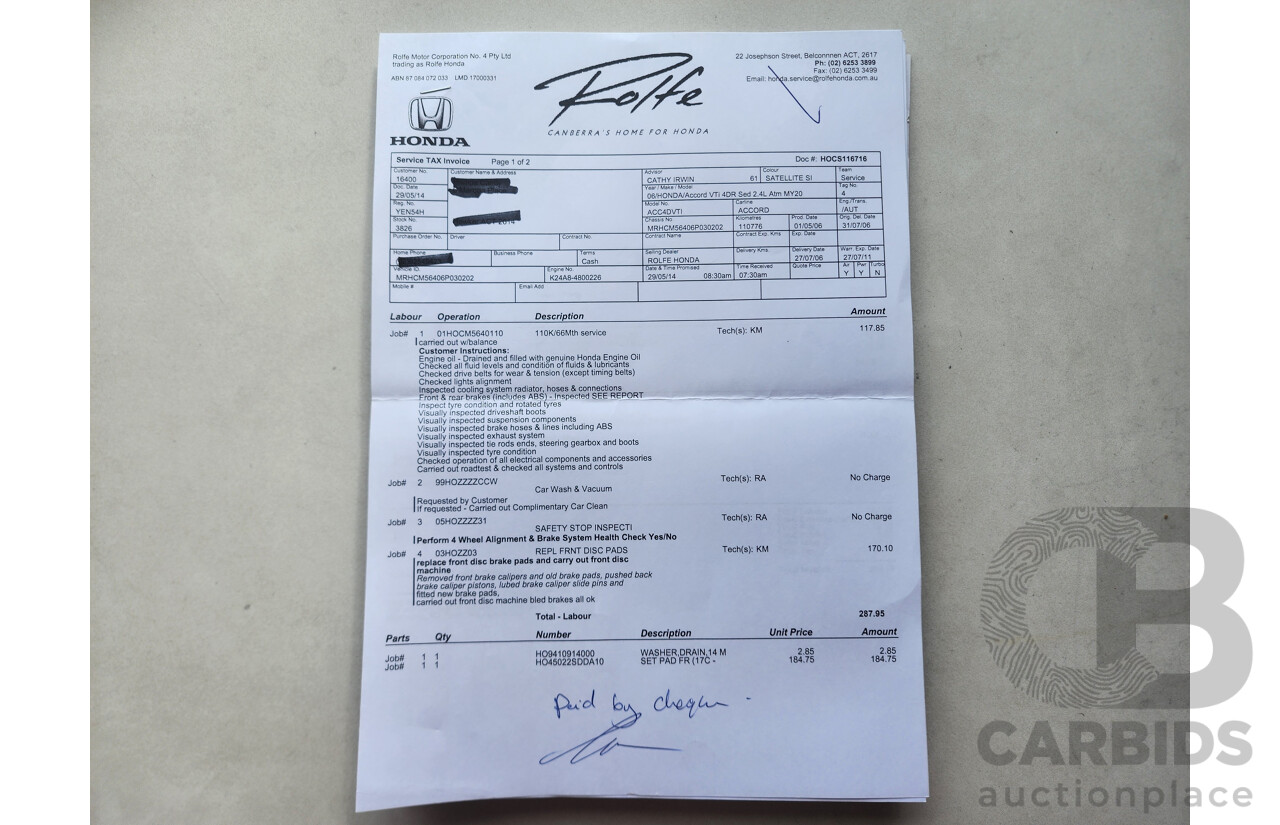 Rolfe Motor Corporation No. 4 Pty Ltd
trading as Rolfe Honda
ABN 87 084 072 033 LMD 17000331
HONDA
Rolfe
CANBERRA'S HOME FOR HONDA
22 Josephson Street, Belconnnen ACT, 2617
Ph: (02) 6253 3899
Fax: (02) 6253 3499
Email: honda.service@rolfehonda.com.au
Service TAX Invoice Page 1 of 2 Doc #: HOCS116716
Customer No. Customer Name & Address Advisor Colour Team
16400 CATHY IRWIN 61 SATELLITE SI Service
Doc. Date Year / Make / Model Tag No.
29/05/14 06/HONDA/Accord VTi 4DR Sed 2.4L Atm MY20 4
Reg. No. Model No. Carline Eng./Trans.
YEN54H ACC4DVTI ACCORD /AUT
Stock No. Chassis No. Kilometres Prod. Date Orig. Del. Date
3826 MRHCM56406P030202 110776 01/05/06 31/07/06
Purchase Order No. Driver Contract No. Contract Name Contract Exp. Kms Exp. Date
Home Phone Business Phone Terms Selling Dealer Delivery Kms. Delivery Date Warr. Exp. Date
Cash ROLFE HONDA 27/07/06 27/07/11
Vehicle ID. Engine No. Date & Time Promised Time Received Quote Price Air Pwr Turbo
MRHCM56406P030202 K24A8-4800226 29/05/14 08:30am 07:30am Y Y N
Mobile # Email Add
Labour Operation Description Amount
Job# 1 01HOCM5640110 110K/66Mth service Tech(s): KM 117.85
carried out w/balance
Customer Instructions:
Engine oil - Drained and filled with genuine Honda Engine Oil
Checked all fluid levels and condition of fluids & lubricants
Checked drive belts for wear & tension (except timing belts)
Checked lights alignment
Inspected cooling system radiator, hoses & connections
Front & rear brakes (includes ABS) - Inspected SEE REPORT
Inspect tyre condition and rotated tyres
Visually inspected driveshaft boots
Visually inspected suspension components
Visually inspected brake hoses & lines including ABS
Visually inspected exhaust system
Visually inspected tie rods ends, steering gearbox and boots
Visually inspected tyre condition
Checked operation of all electrical components and accessories
Carried out roadtest & checked all systems and controls
Job# 2 99HOZZZZCCW Tech(s): RA No Charge
Car Wash & Vacuum
Requested by Customer
If requested - Carried out Complimentary Car Clean
Job# 3 05HOZZZZ31 Tech(s): RA No Charge
SAFETY STOP INSPECTI
Perform 4 Wheel Alignment & Brake System Health Check Yes/No
Job# 4 03HOZZ03 REPL FRNT DISC PADS Tech(s): KM 170.10
replace front disc brake pads and carry out front disc
machine
Removed front brake calipers and old brake pads, pushed back
brake caliper pistons, lubed brake caliper slide pins and
fitted new brake pads,
carried out front disc machine bled brakes all ok
Total - Labour 287.95
Parts Qty Number Description Unit Price Amount
Job# 1 1 HO9410914000 WASHER,DRAIN,14 M 2.85 2.85
Job# 1 1 HO45022SDDA10 SET PAD FR (17C - 184.75 184.75
Paid by cheque -
CB
CARBIDS
auctionplace